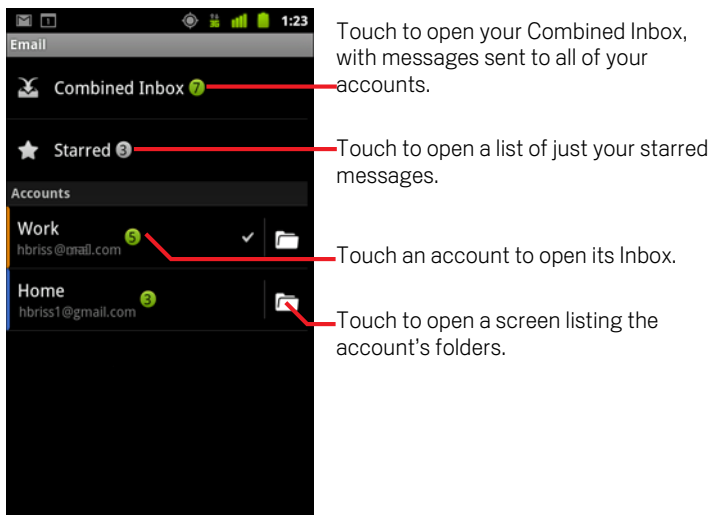 1:23
Email
Combined Inbox 7
Starred 3
Accounts
Work 5
hbriss@mail.com
Home 3
hbriss1@gmail.com
Touch to open your Combined Inbox,
with messages sent to all of your
accounts.
Touch to open a list of just your starred
messages.
Touch an account to open its Inbox.
Touch to open a screen listing the
account's folders.